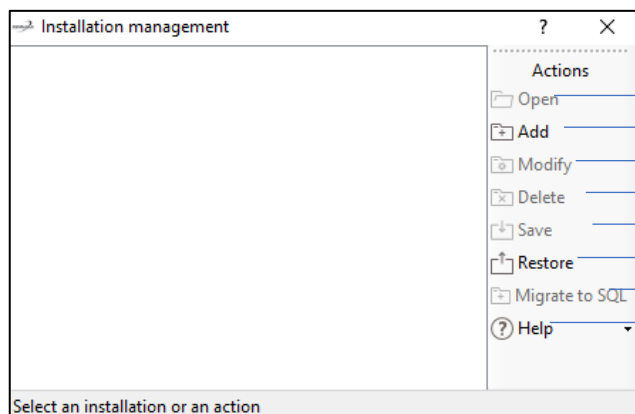 Installation management
?
Actions
Open
Add
Modify
Delete
Save
Restore
Migrate to SQL
? Help
Select an installation or an action